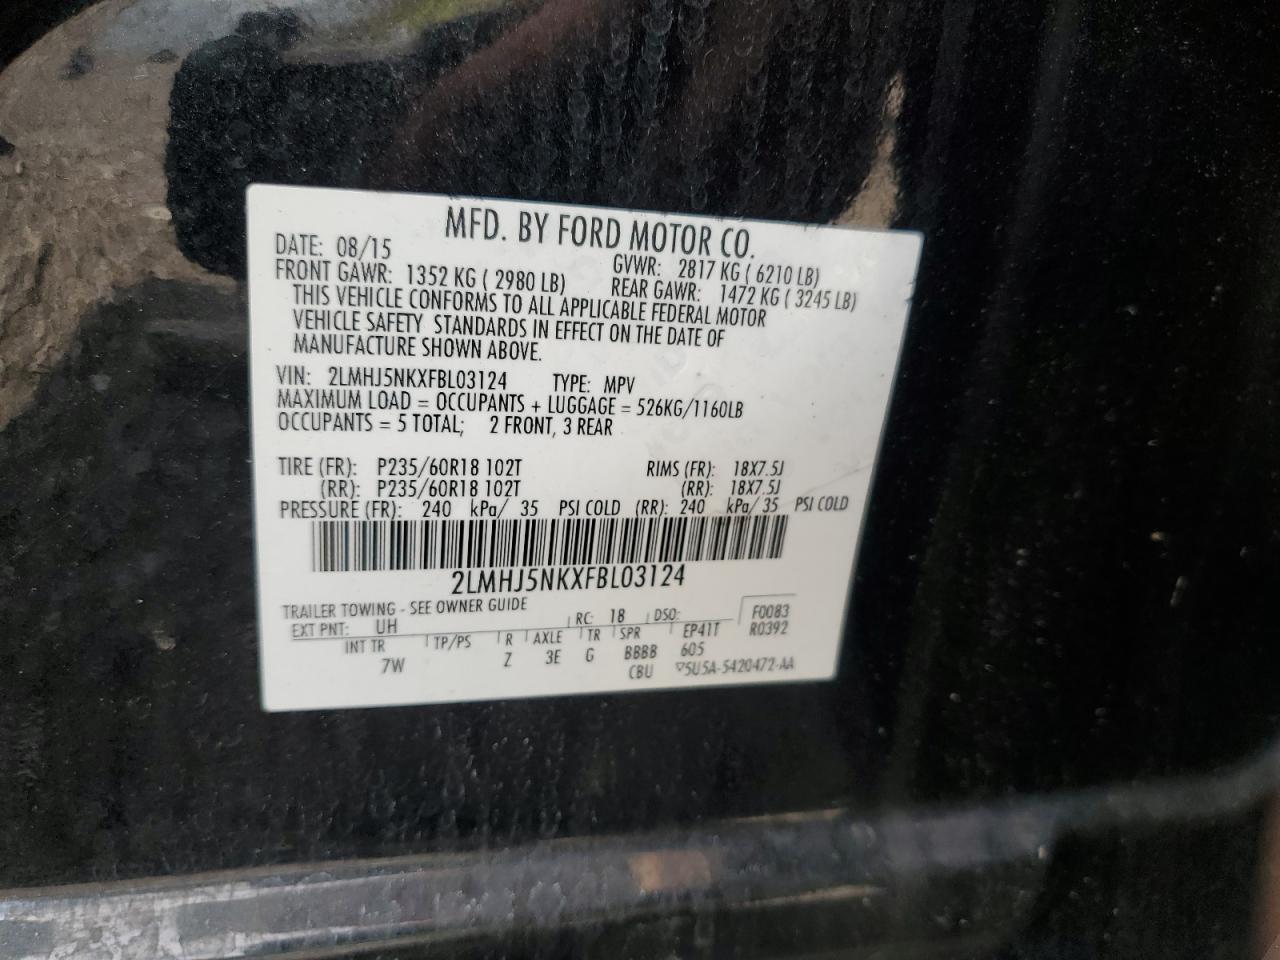 MFD. BY FORD MOTOR CO.
DATE: 08/15 GVWR: 2817 KG ( 6210 LB)
FRONT GAWR: 1352 KG ( 2980 LB) REAR GAWR: 1472 KG ( 3245 LB)
THIS VEHICLE CONFORMS TO ALL APPLICABLE FEDERAL MOTOR
VEHICLE SAFETY STANDARDS IN EFFECT ON THE DATE OF
MANUFACTURE SHOWN ABOVE.
VIN: 2LMHJ5NKXFBL03124 TYPE: MPV
MAXIMUM LOAD = OCCUPANTS + LUGGAGE = 526KG/1160LB
OCCUPANTS = 5 TOTAL; 2 FRONT, 3 REAR
TIRE (FR): P235/60R18 102T RIMS (FR): 18X7.5J
(RR): P235/60R18 102T (RR): 18X7.5J
PRESSURE (FR): 240 kPa/ 35 PSI COLD (RR): 240 kPa/ 35 PSI COLD
2LMHJ5NKXFBL03124
TRAILER TOWING - SEE OWNER GUIDE
EXT PNT: UH RC: 18 DSO: F0083
INT TR TP/PS R AXLE TR SPR EP41T R0392
7W Z 3E G BBBB 605
CBU 5U5A-5420472-AA